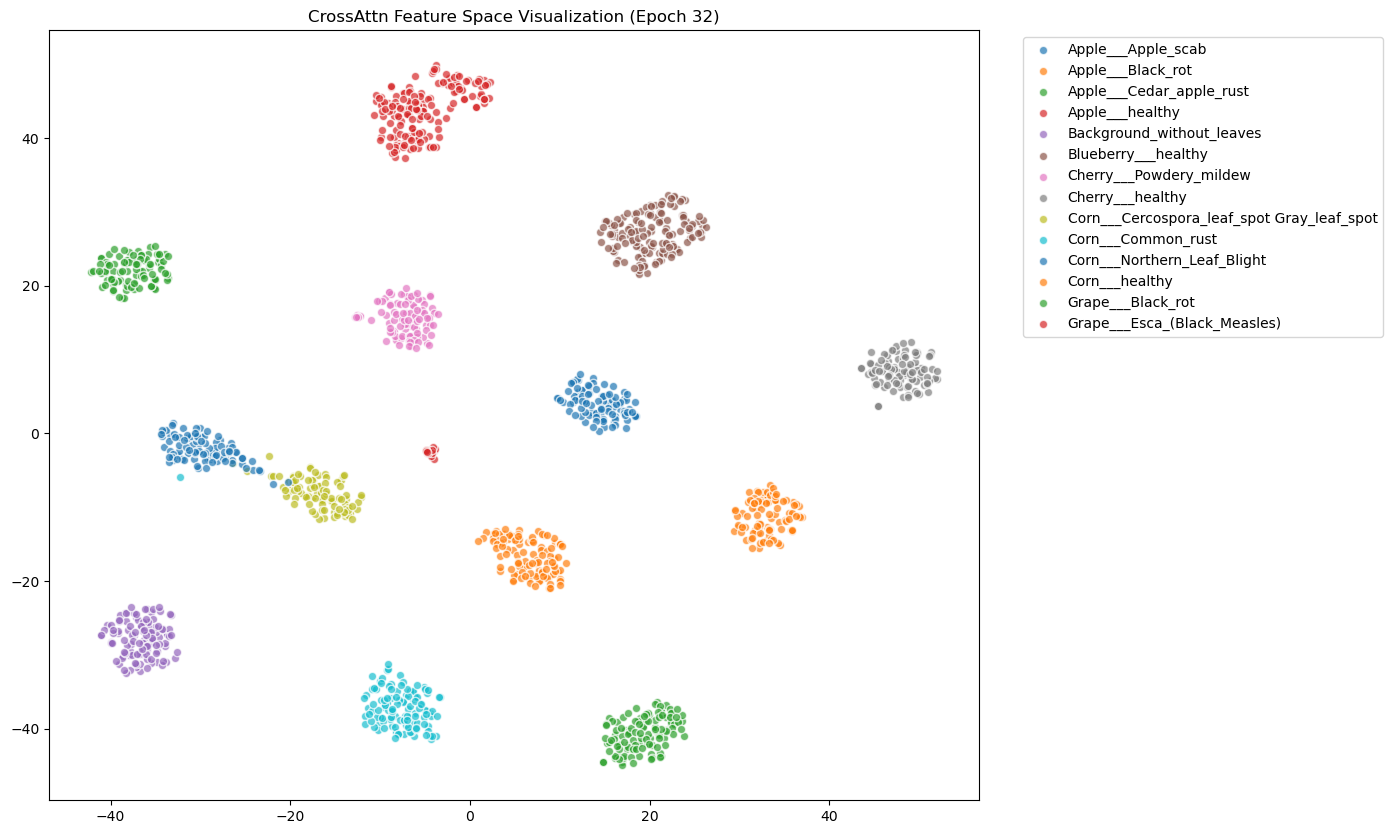 CrossAttn Feature Space Visualization (Epoch 32)
Apple___Apple_scab
Apple___Black_rot
Apple___Cedar_apple_rust
Apple___healthy
Background_without_leaves
Blueberry___healthy
Cherry___Powdery_mildew
Cherry___healthy
Corn___Cercospora_leaf_spot Gray_leaf_spot
Corn___Common_rust
Corn___Northern_Leaf_Blight
Corn___healthy
Grape___Black_rot
Grape___Esca_(Black_Measles)
40
20
0
−20
−40
−40
−20
0
20
40